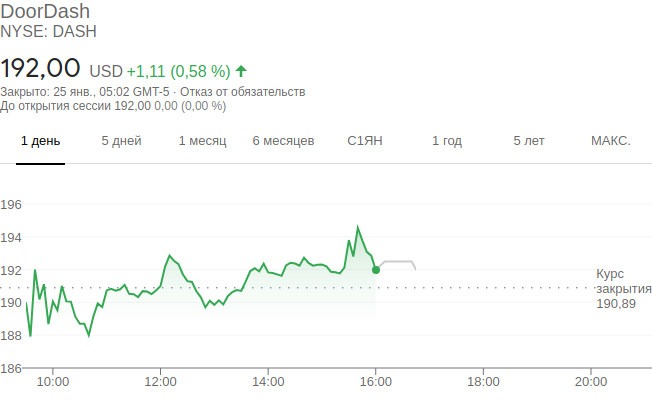 DoorDash
NYSE: DASH
192,00 USD +1,11 (0,58 %)
Закрыто: 25 янв., 05:02 GMT-5 · Отказ от обязательств
До открытия сессии 192,00 0,00 (0,00 %)
1 день 5 дней 1 месяц 6 месяцев С1ЯН 1 год 5 лет МАКС.
196
194
192
190
188
186
Курс
закрытия
190,89
10:00 12:00 14:00 16:00 18:00 20:00